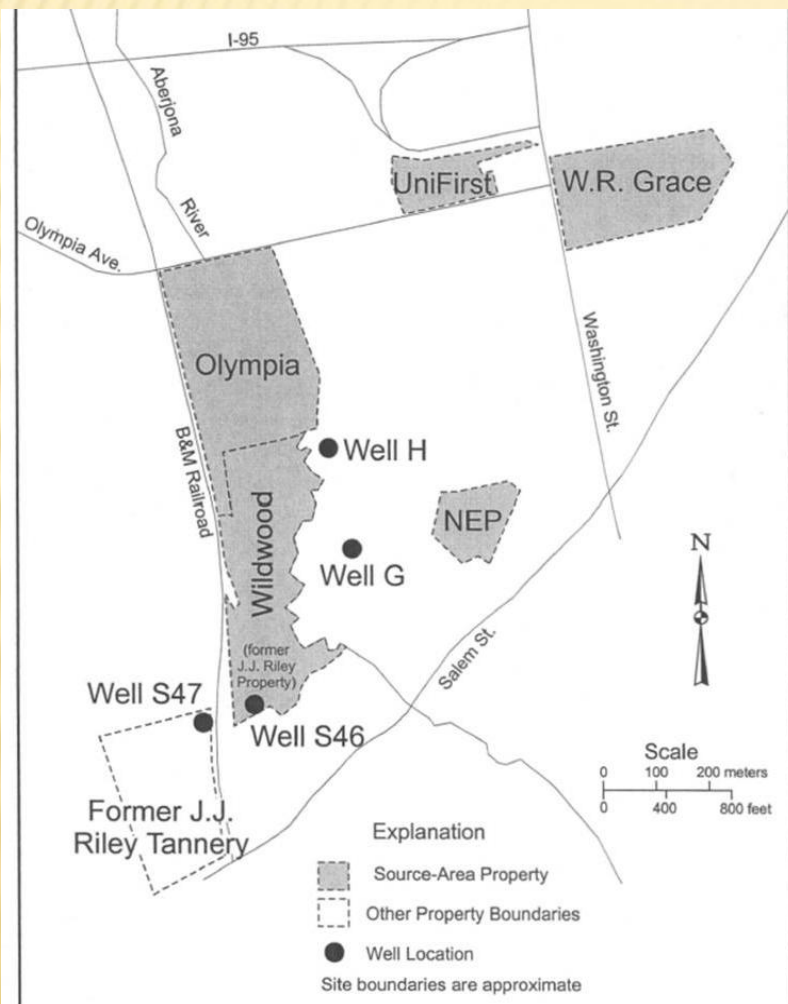 I-95
Aberjona
River
Olympia Ave.
UniFirst
W.R. Grace
Washington St.
Olympia
B&M Railroad
Well H
Wildwood
NEP
Well G
N
(former
J.J. Riley
Property)
Salem St.
Well S47
Well S46
Former J.J.
Riley Tannery
Scale
0 100 200 meters
0 400 800 feet
Explanation
Source-Area Property
Other Property Boundaries
Well Location
Site boundaries are approximate